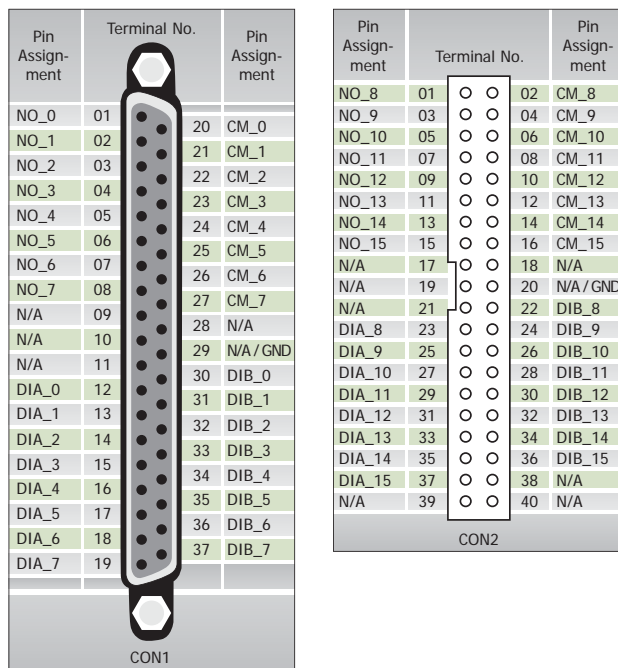 Pin Assign- ment Terminal No. Pin Assign- ment
NO_0 01
20 CM_0
NO_1 02
21 CM_1
NO_2 03
22 CM_2
NO_3 04
23 CM_3
NO_4 05
24 CM_4
NO_5 06
25 CM_5
NO_6 07
26 CM_6
NO_7 08
27 CM_7
N/A 09
28 N/A
N/A 10
29 N/A / GND
N/A 11
30 DIB_0
DIA_0 12
31 DIB_1
DIA_1 13
32 DIB_2
DIA_2 14
33 DIB_3
DIA_3 15
34 DIB_4
DIA_4 16
35 DIB_5
DIA_5 17
36 DIB_6
DIA_6 18
37 DIB_7
DIA_7 19
CON1
Pin Assign- ment Terminal No. Pin Assign- ment
NO_8 01 02 CM_8
NO_9 03 04 CM_9
NO_10 05 06 CM_10
NO_11 07 08 CM_11
NO_12 09 10 CM_12
NO_13 11 12 CM_13
NO_14 13 14 CM_14
NO_15 15 16 CM_15
N/A 17 18 N/A
N/A 19 20 N/A / GND
N/A 21 22 DIB_8
DIA_8 23 24 DIB_9
DIA_9 25 26 DIB_10
DIA_10 27 28 DIB_11
DIA_11 29 30 DIB_12
DIA_12 31 32 DIB_13
DIA_13 33 34 DIB_14
DIA_14 35 36 DIB_15
DIA_15 37 38 N/A
N/A 39 40 N/A
CON2